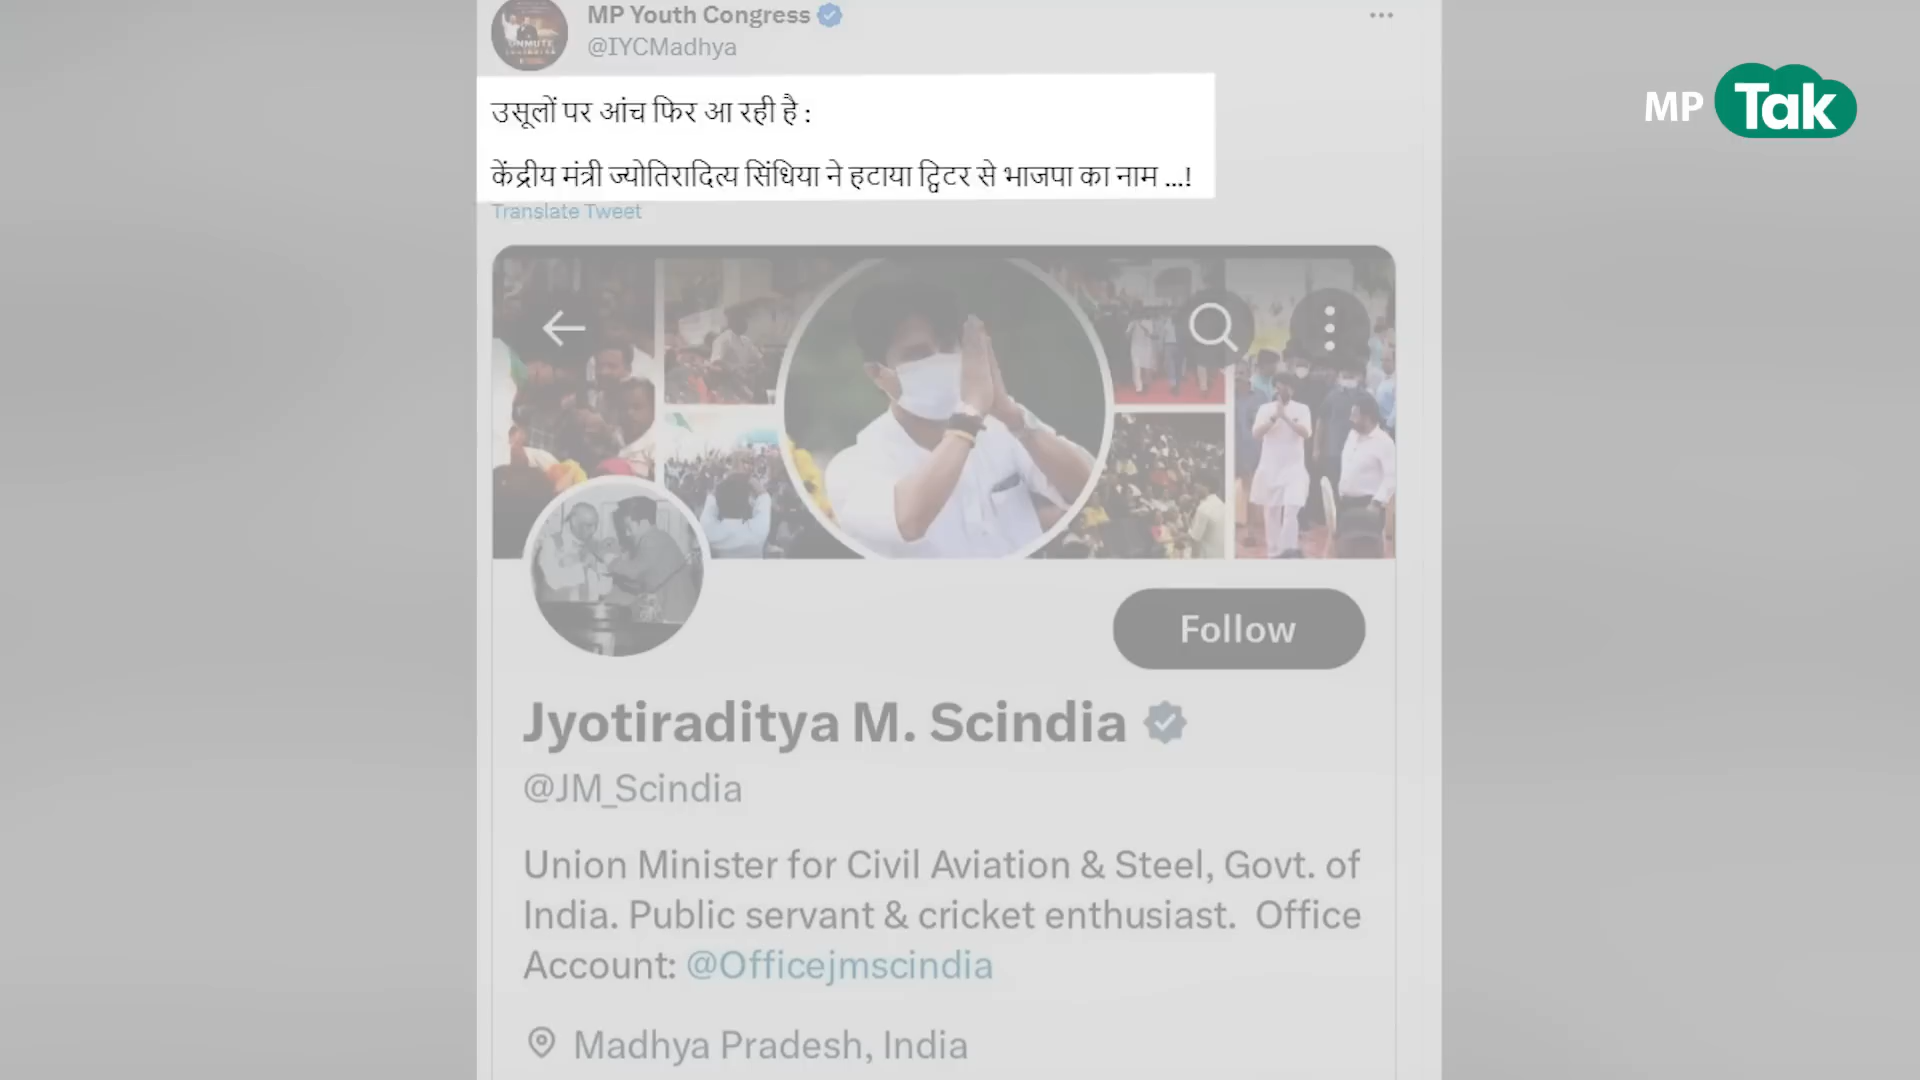 MP Youth Congress
@IYCMadhya
MP Tak
उसूलों पर आंच फिर आ रही है :
केंद्रीय मंत्री ज्योतिरादित्य सिंधिया ने हटाया ट्विटर से भाजपा का नाम ...!
Translate Tweet
Follow
Jyotiraditya M. Scindia
@JM_Scindia
Union Minister for Civil Aviation & Steel, Govt. of
India. Public servant & cricket enthusiast. Office
Account: @Officejmscindia
Madhya Pradesh, India